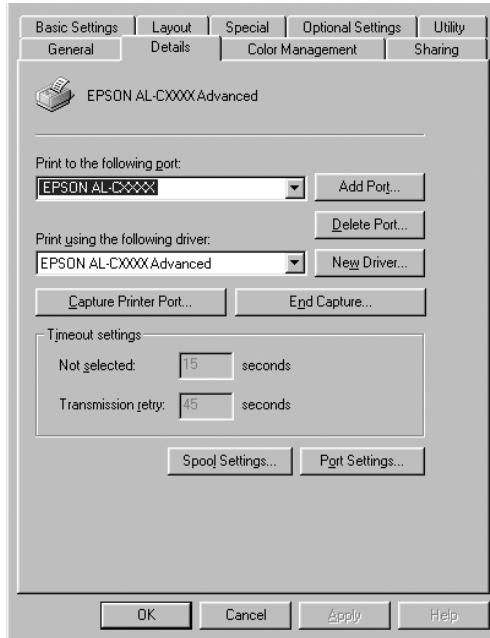 Basic Settings Layout Special Optional Settings Utility
General Details Color Management Sharing
EPSON AL-CXXXX Advanced
Print to the following port:
EPSON AL-CXXXX Add Port...
Delete Port...
Print using the following driver:
EPSON AL-CXXXX Advanced New Driver...
Capture Printer Port... End Capture...
Timeout settings
Not selected: 15 seconds
Transmission retry: 45 seconds
Spool Settings... Port Settings...
OK Cancel Apply Help